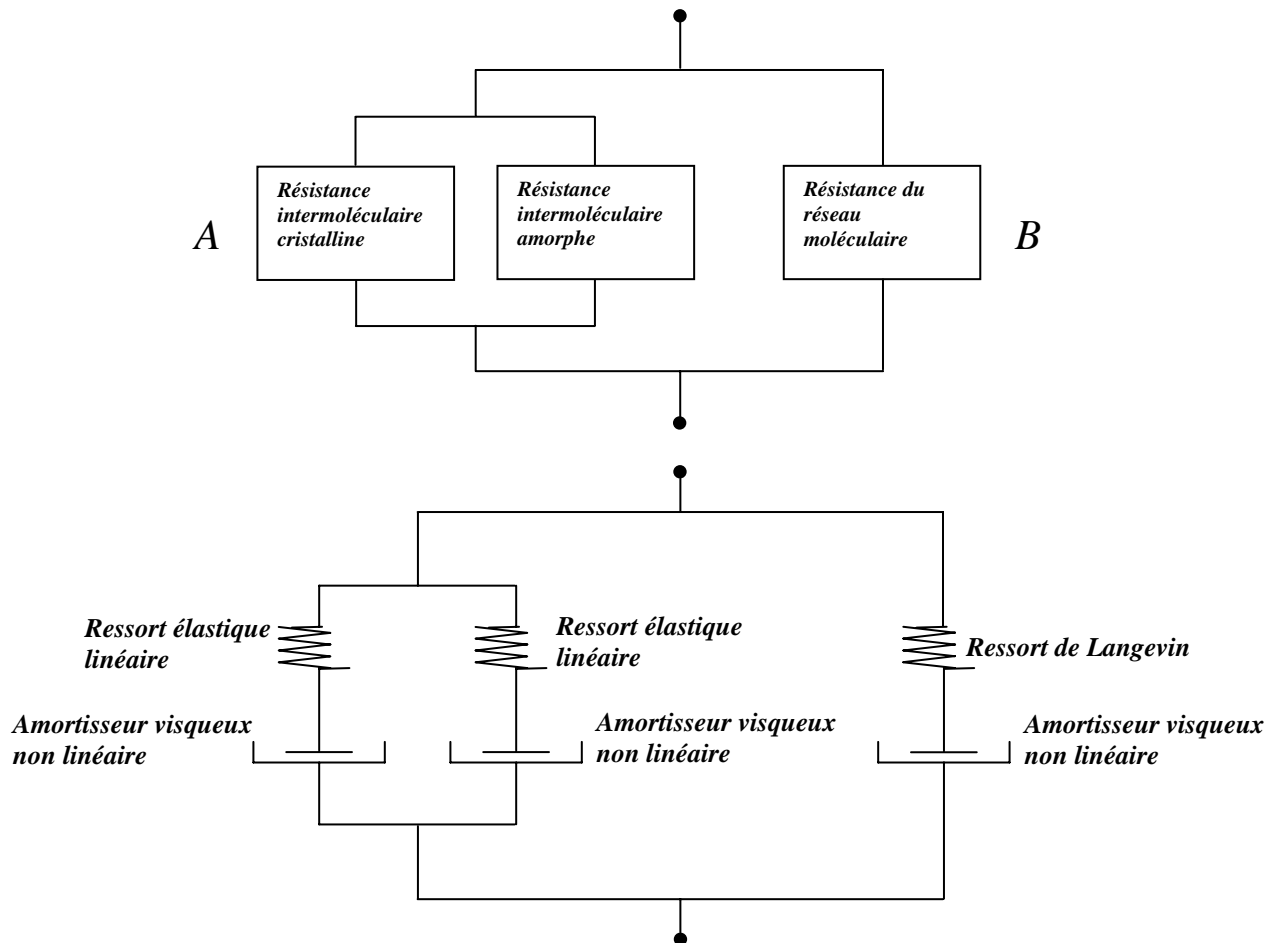 Résistance
intermoléculaire
cristalline
Résistance
intermoléculaire
amorphe
Résistance du
réseau
moléculaire
A
B
Ressort élastique
linéaire
Ressort élastique
linéaire
Ressort de Langevin
Amortisseur visqueux
non linéaire
Amortisseur visqueux
non linéaire
Amortisseur visqueux
non linéaire